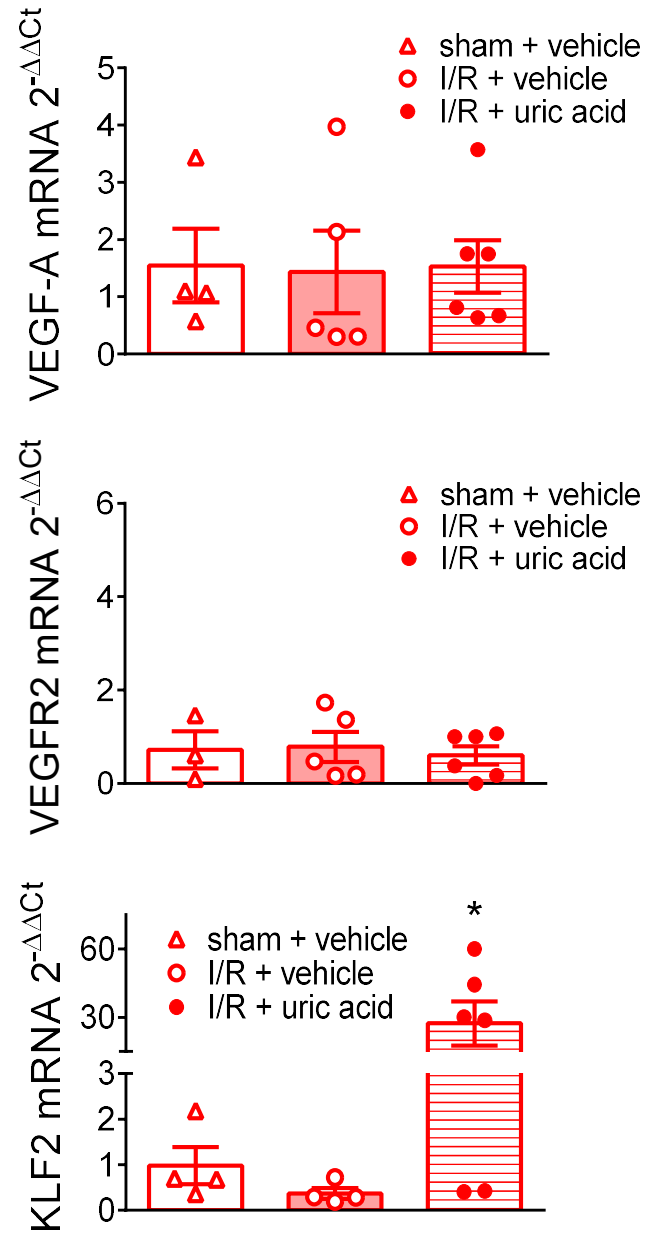 VEGF-A mRNA 2-ΔΔCt
sham + vehicle
I/R + vehicle
I/R + uric acid
5
4
3
2
1
0
VEGFR2 mRNA 2-ΔΔCt
sham + vehicle
I/R + vehicle
I/R + uric acid
6
4
2
0
KLF2 mRNA 2-ΔΔCt
*
sham + vehicle
I/R + vehicle
I/R + uric acid
60
30
3
2
1
0